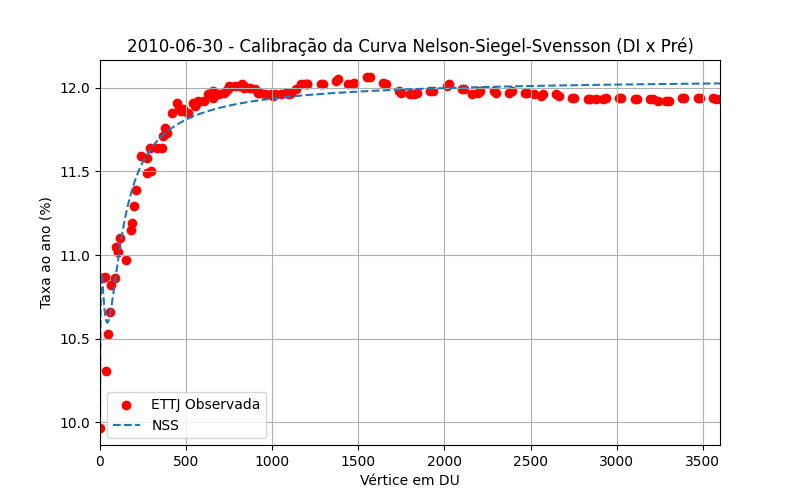 2010-06-30 - Calibração da Curva Nelson-Siegel-Svensson (DI x Pré)
Taxa ao ano (%)
12.0
11.5
11.0
10.5
10.0
ETTJ Observada
NSS
0 500 1000 1500 2000 2500 3000 3500
Vértice em DU